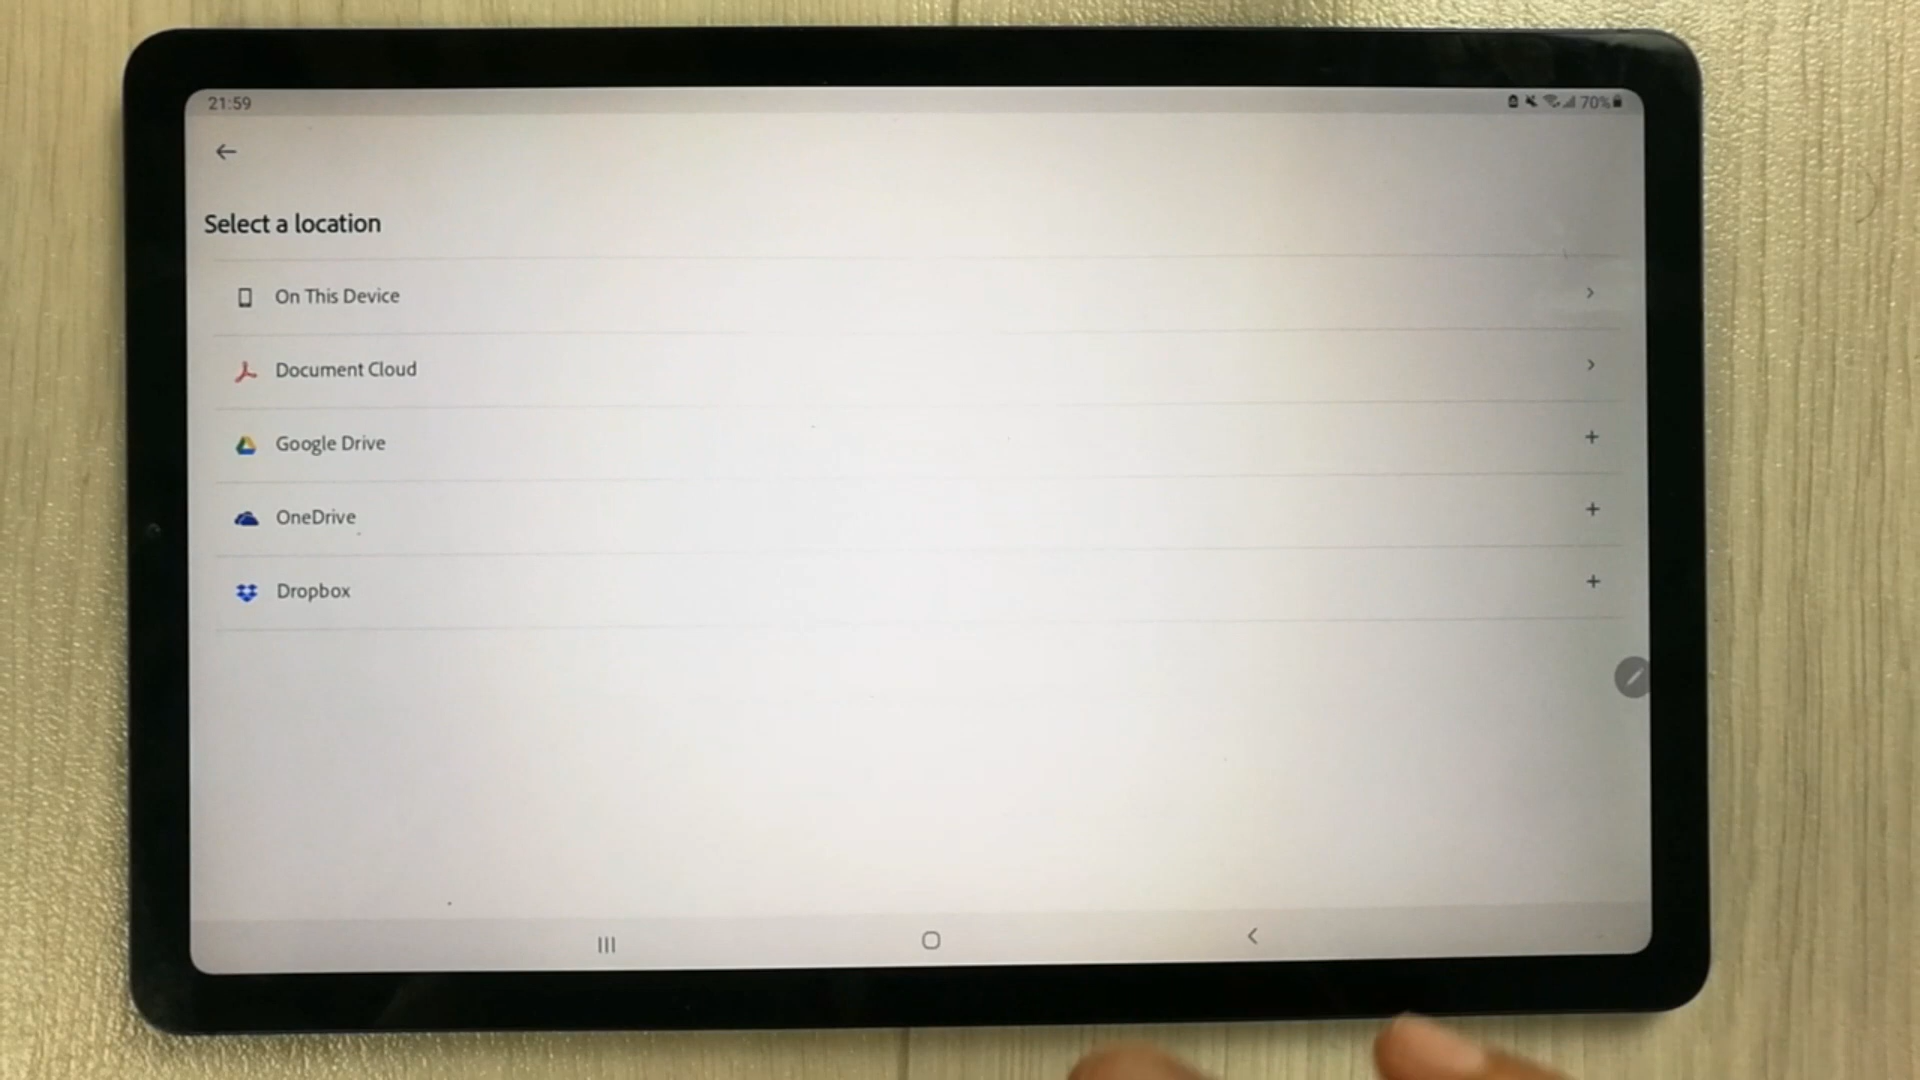 21:59
70%
Select a location
On This Device
Document Cloud
Google Drive
OneDrive
Dropbox